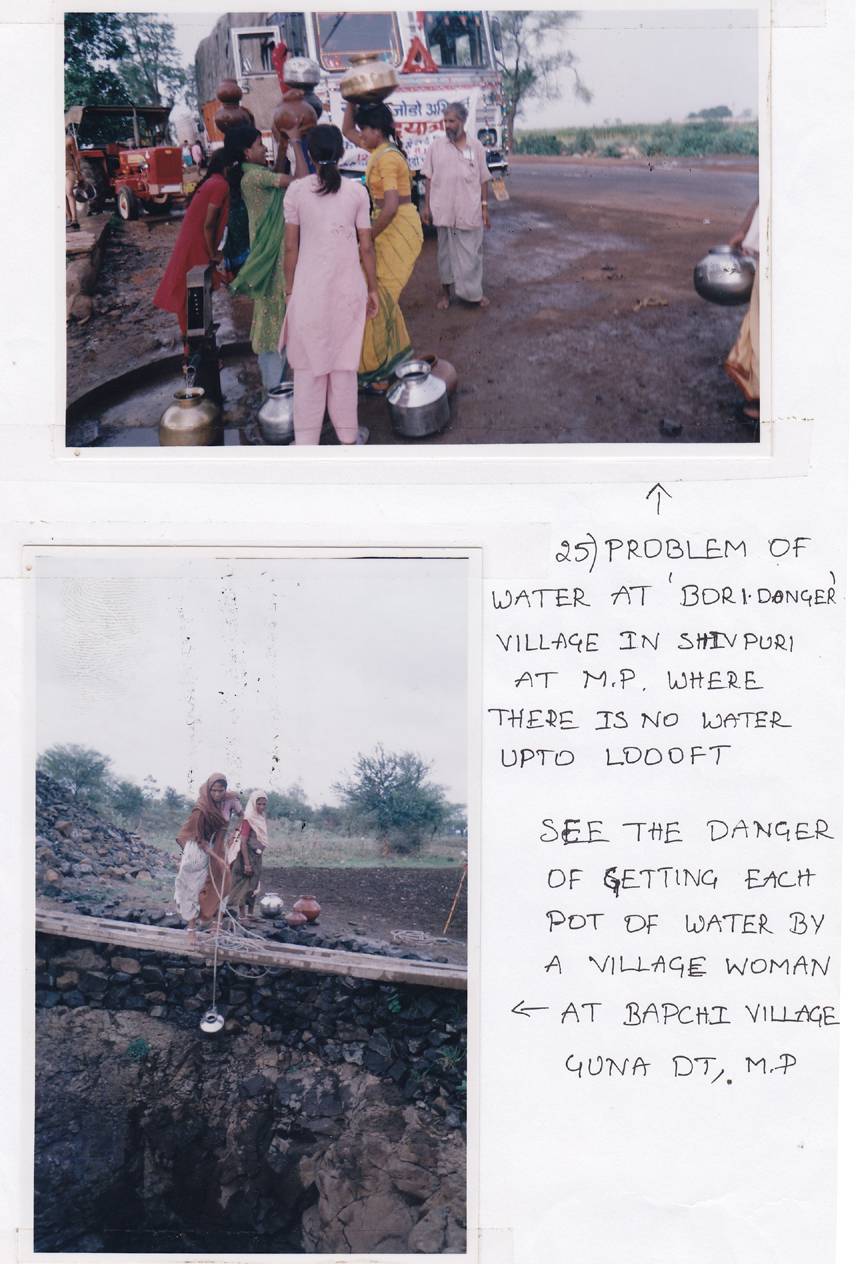 जोडो अभि
25) PROBLEM OF
WATER AT 'BORI.DONGER'
VILLAGE IN SHIVPURI
AT M.P. WHERE
THERE IS NO WATER
UPTO 1000FT
SEE THE DANGER
OF GETTING EACH
POT OF WATER BY
A VILLAGE WOMAN
← AT BAPCHI VILLAGE
GUNA DT,. M.P